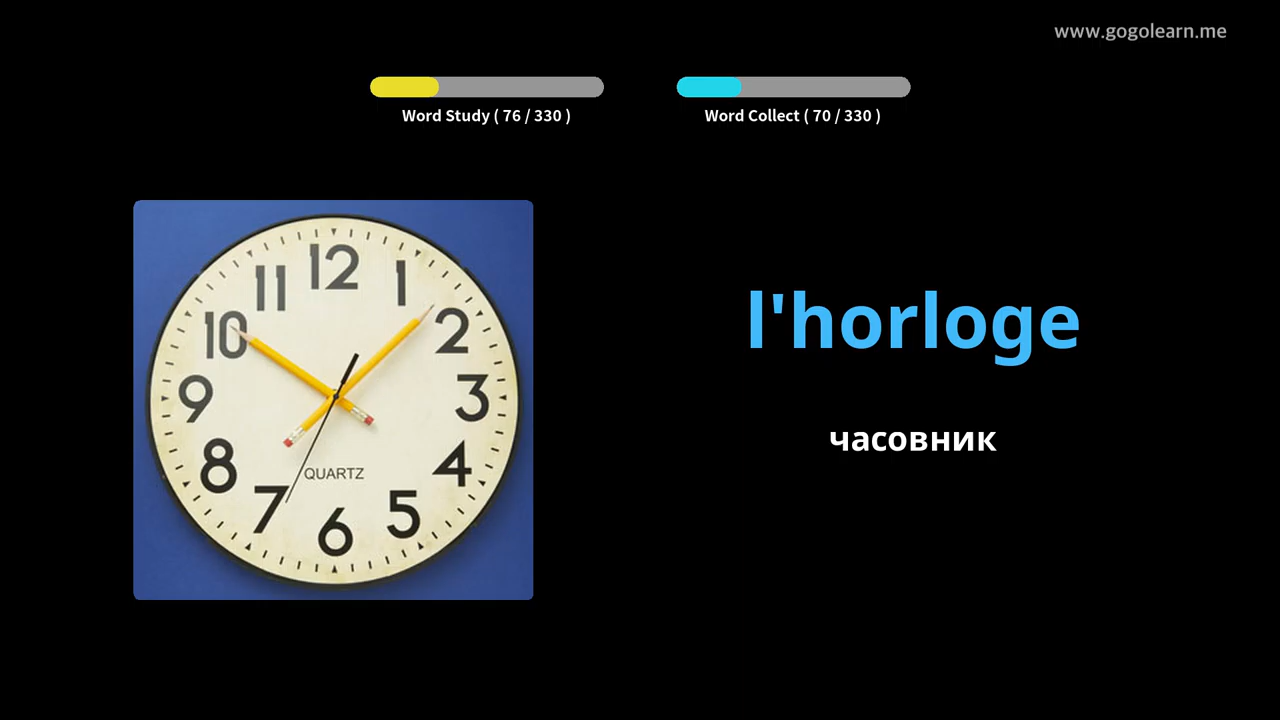 www.gogolearn.me
Word Study ( 76 / 330 )
Word Collect ( 70 / 330 )
12
11
1
10
2
9
3
8
4
7
5
6
QUARTZ
l'horloge
часовник